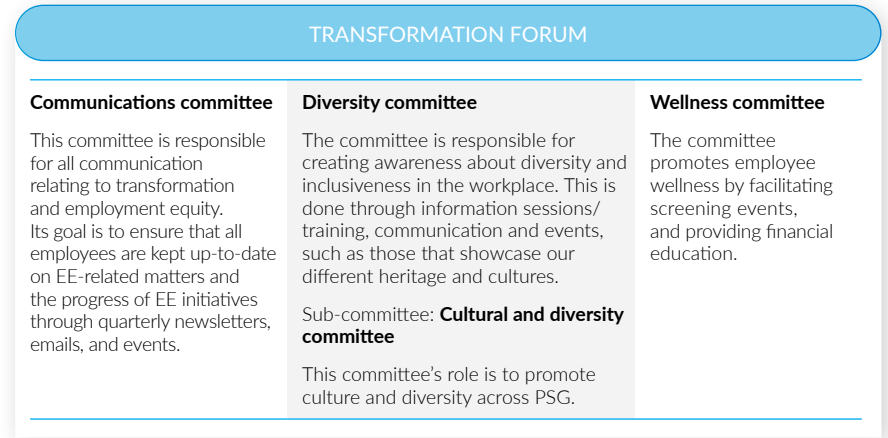 TRANSFORMATION FORUM
Communications committee
This committee is responsible
for all communication
relating to transformation
and employment equity.
Its goal is to ensure that all
employees are kept up-to-date
on EE-related matters and
the progress of EE initiatives
through quarterly newsletters,
emails, and events.
Diversity committee
The committee is responsible for
creating awareness about diversity and
inclusiveness in the workplace. This is
done through information sessions/
training, communication and events,
such as those that showcase our
different heritage and cultures.
Sub-committee: Cultural and diversity
committee
This committee's role is to promote
culture and diversity across PSG.
Wellness committee
The committee
promotes employee
wellness by facilitating
screening events,
and providing financial
education.